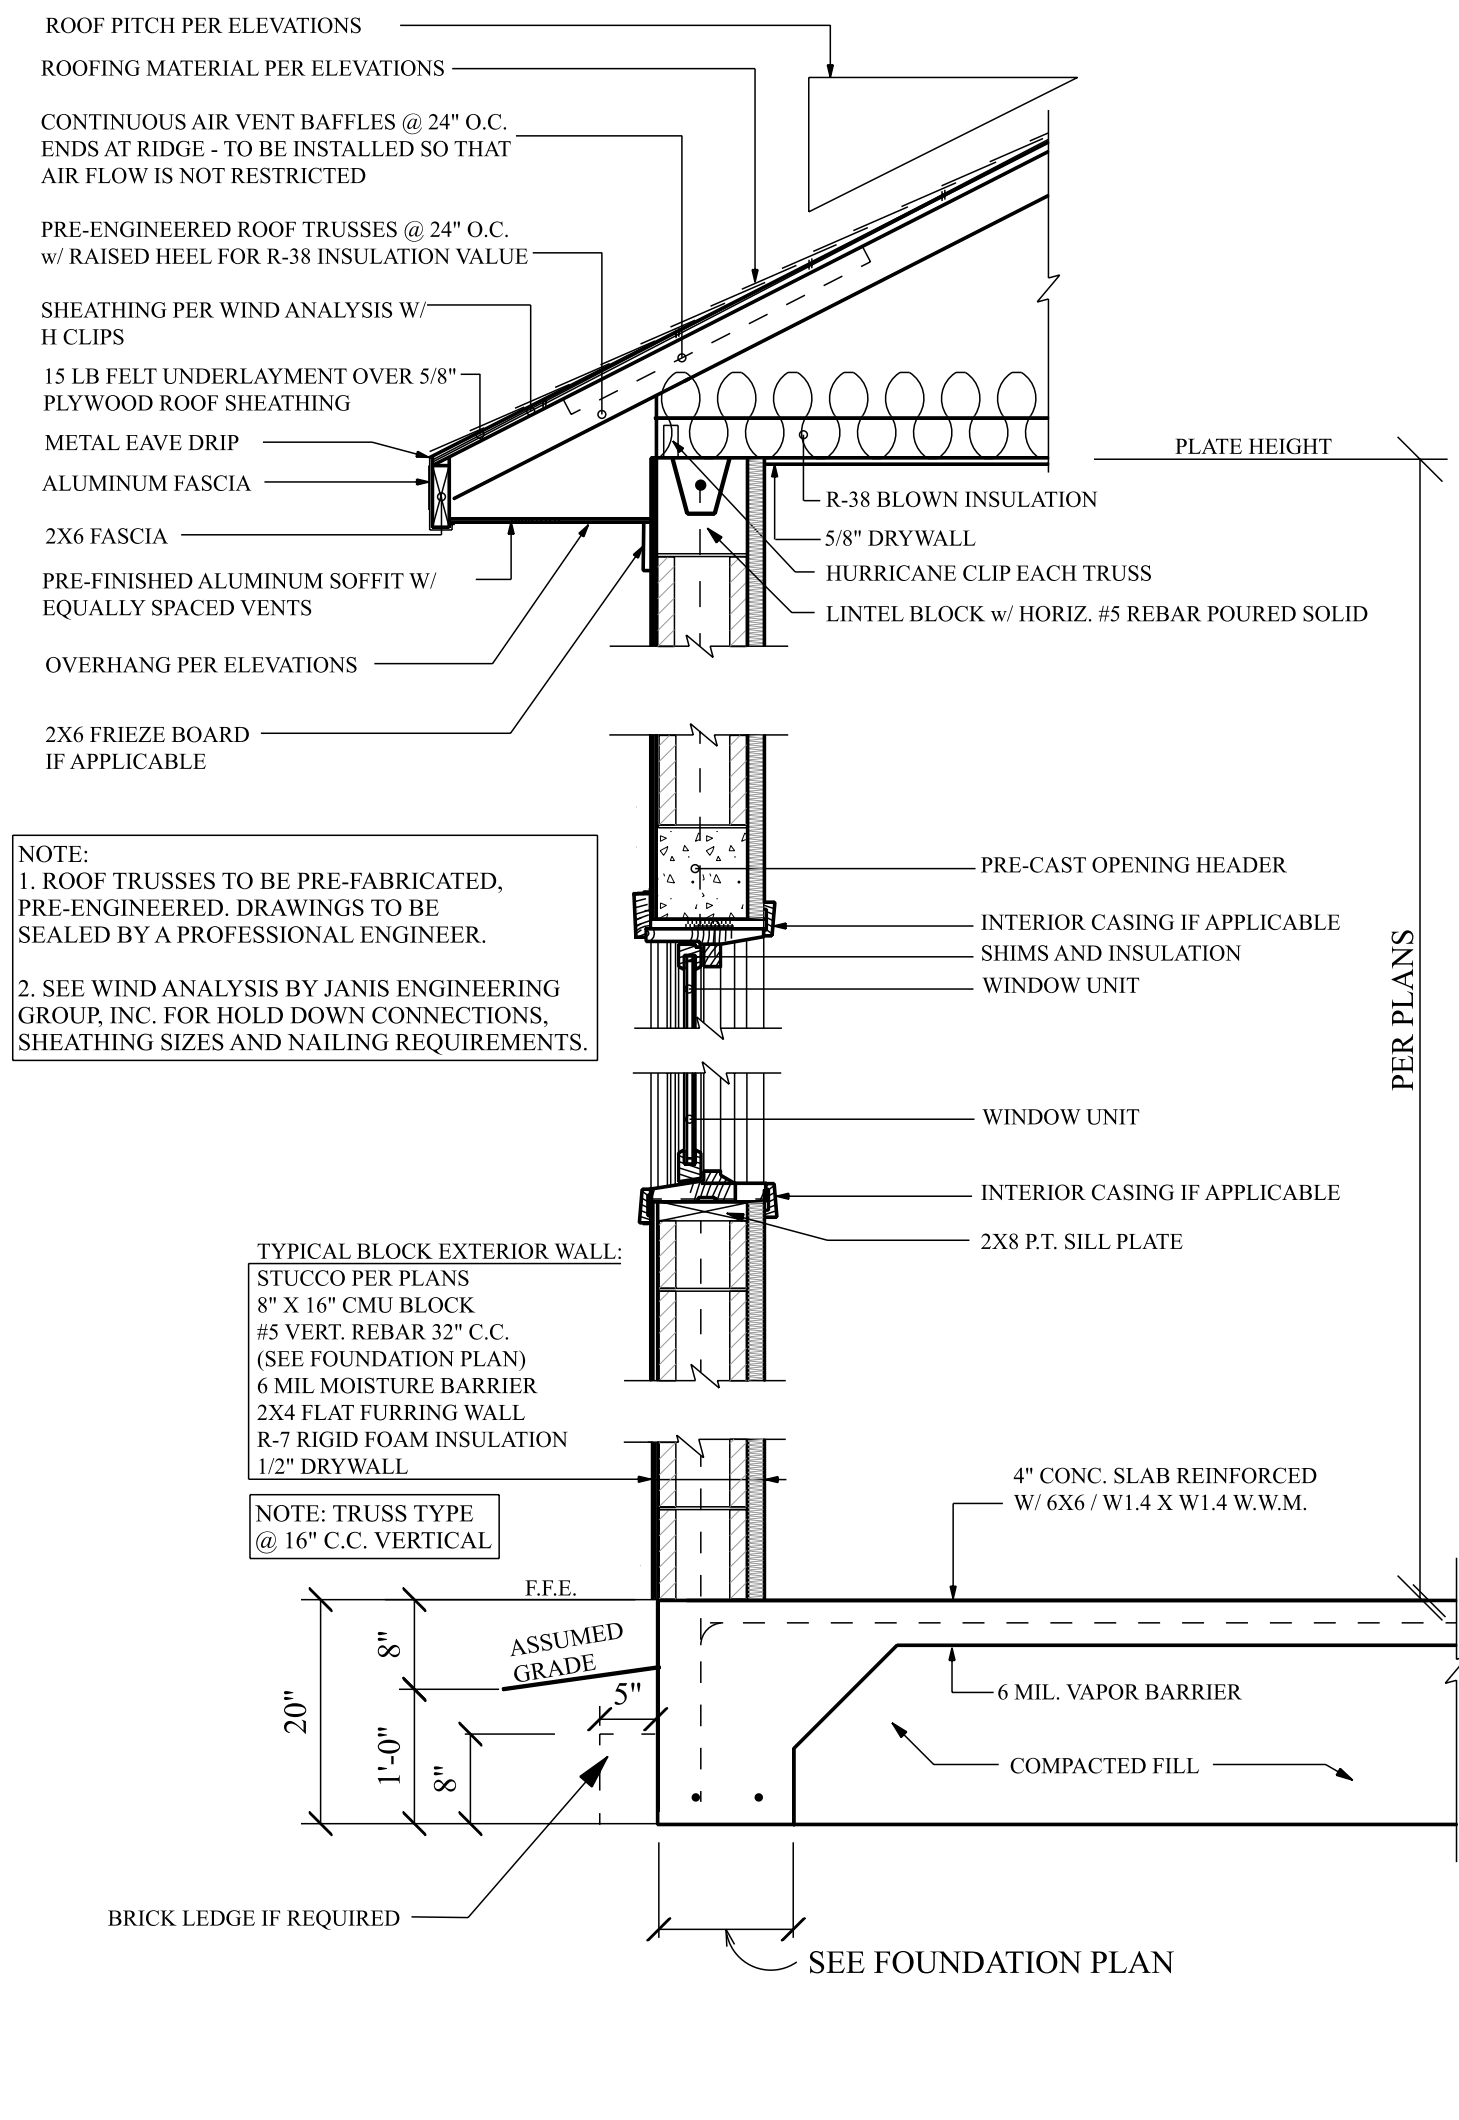 ROOF PITCH PER ELEVATIONS
ROOFING MATERIAL PER ELEVATIONS
CONTINUOUS AIR VENT BAFFLES @ 24" O.C.
ENDS AT RIDGE - TO BE INSTALLED SO THAT
AIR FLOW IS NOT RESTRICTED
PRE-ENGINEERED ROOF TRUSSES @ 24" O.C.
w/ RAISED HEEL FOR R-38 INSULATION VALUE
SHEATHING PER WIND ANALYSIS W/
H CLIPS
15 LB FELT UNDERLAYMENT OVER 5/8"
PLYWOOD ROOF SHEATHING
METAL EAVE DRIP
ALUMINUM FASCIA
2X6 FASCIA
PRE-FINISHED ALUMINUM SOFFIT W/
EQUALLY SPACED VENTS
OVERHANG PER ELEVATIONS
2X6 FRIEZE BOARD
IF APPLICABLE
PLATE HEIGHT
R-38 BLOWN INSULATION
5/8" DRYWALL
HURRICANE CLIP EACH TRUSS
LINTEL BLOCK w/ HORIZ. #5 REBAR POURED SOLID
NOTE:
1. ROOF TRUSSES TO BE PRE-FABRICATED,
PRE-ENGINEERED. DRAWINGS TO BE
SEALED BY A PROFESSIONAL ENGINEER.
2. SEE WIND ANALYSIS BY JANIS ENGINEERING
GROUP, INC. FOR HOLD DOWN CONNECTIONS,
SHEATHING SIZES AND NAILING REQUIREMENTS.
PRE-CAST OPENING HEADER
INTERIOR CASING IF APPLICABLE
SHIMS AND INSULATION
WINDOW UNIT
PER PLANS
WINDOW UNIT
INTERIOR CASING IF APPLICABLE
2X8 P.T. SILL PLATE
TYPICAL BLOCK EXTERIOR WALL:
STUCCO PER PLANS
8" X 16" CMU BLOCK
#5 VERT. REBAR 32" C.C.
(SEE FOUNDATION PLAN)
6 MIL MOISTURE BARRIER
2X4 FLAT FURRING WALL
R-7 RIGID FOAM INSULATION
1/2" DRYWALL
NOTE: TRUSS TYPE
@ 16" C.C. VERTICAL
4" CONC. SLAB REINFORCED
W/ 6X6 / W1.4 X W1.4 W.W.M.
F.F.E.
ASSUMED
GRADE
8"
20"
5"
1'-0"
8"
6 MIL. VAPOR BARRIER
COMPACTED FILL
BRICK LEDGE IF REQUIRED
SEE FOUNDATION PLAN